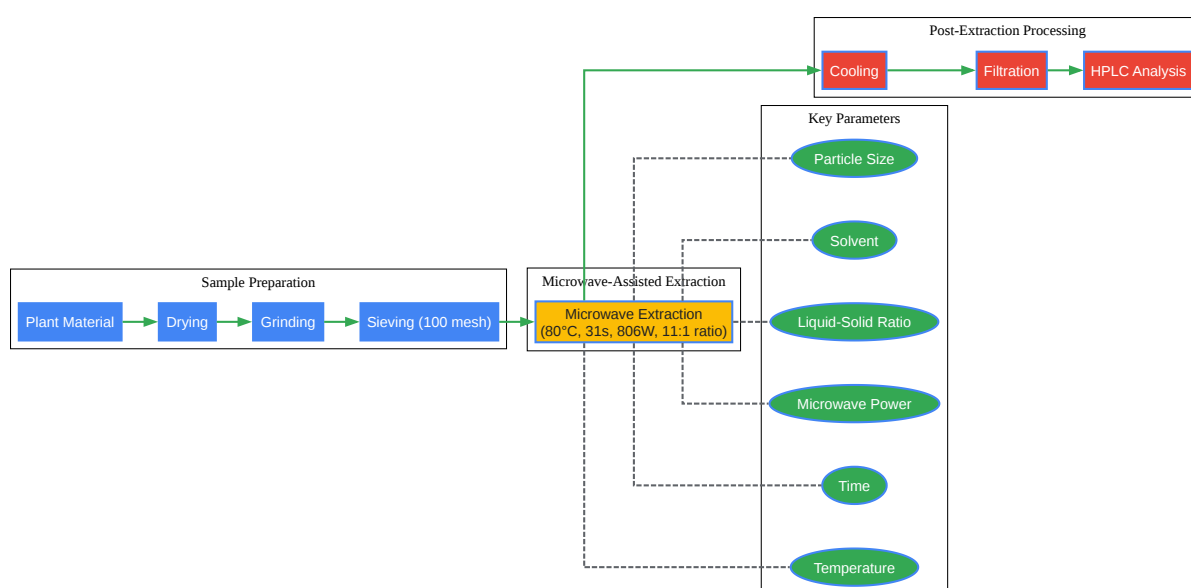 Post-Extraction Processing
Cooling
Filtration
HPLC Analysis
Key Parameters
Particle Size
Solvent
Sample Preparation
Plant Material
Drying
Grinding
Sieving (100 mesh)
Microwave-Assisted Extraction
Microwave Extraction
(80°C, 31s, 806W, 11:1 ratio)
Liquid-Solid Ratio
Microwave Power
Time
Temperature